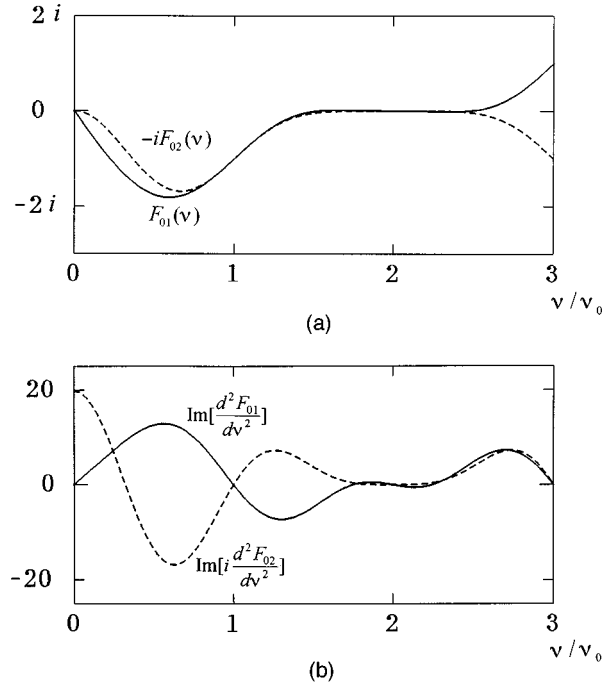 2 i
0
-2 i
-iF₀₂(ν)
F₀₁(ν)
0 1 2 3
ν / ν₀
(a)
20
0
-20
Im[d²F₀₁/dν²]
Im[i d²F₀₂/dν²]
0 1 2 3
ν / ν₀
(b)